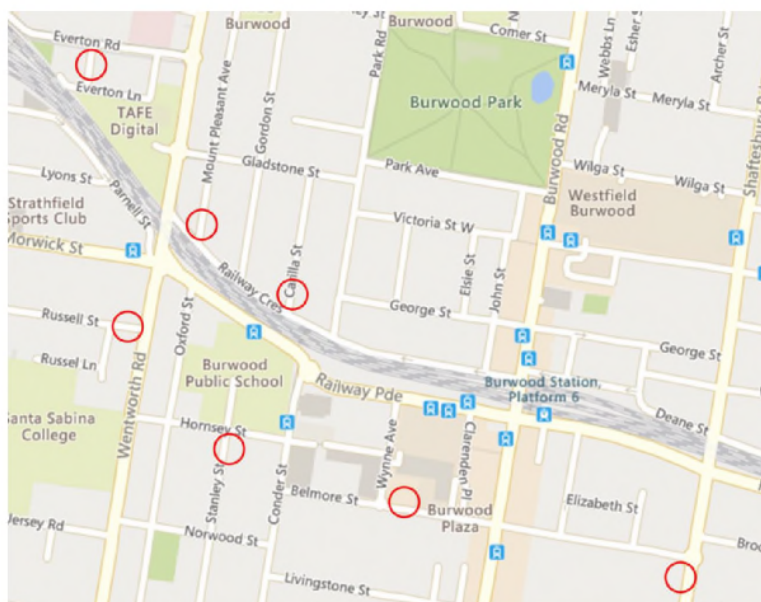 Everton Rd
Burwood
Burwood
Comer St
Webbs Ln
Esher St
Archer St
Everton Ln
TAFE
Digital
Mount Pleasant Ave
Gordon St
Park Rd
Burwood Park
Burwood Rd
Meryla St
Meryla St
Shaftesbury
Gladstone St
Park Ave
Wilga St
Wilga St
Lyons St
Parnell St
Strathfield
Sports Club
Victoria St W
Westfield
Burwood
Morwick St
Railway Cres
Carilla St
Elsie St
John St
George St
George St
Russell St
Russel Ln
Oxford St
Wentworth Rd
Burwood
Public School
Railway Pde
Burwood Station,
Platform 6
Deane St
Santa Sabina
College
Hornsey St
Stanley St
Conder St
Wynne Ave
Clarenden Pl
Belmore St
Burwood
Plaza
Elizabeth St
Jersey Rd
Norwood St
Livingstone St